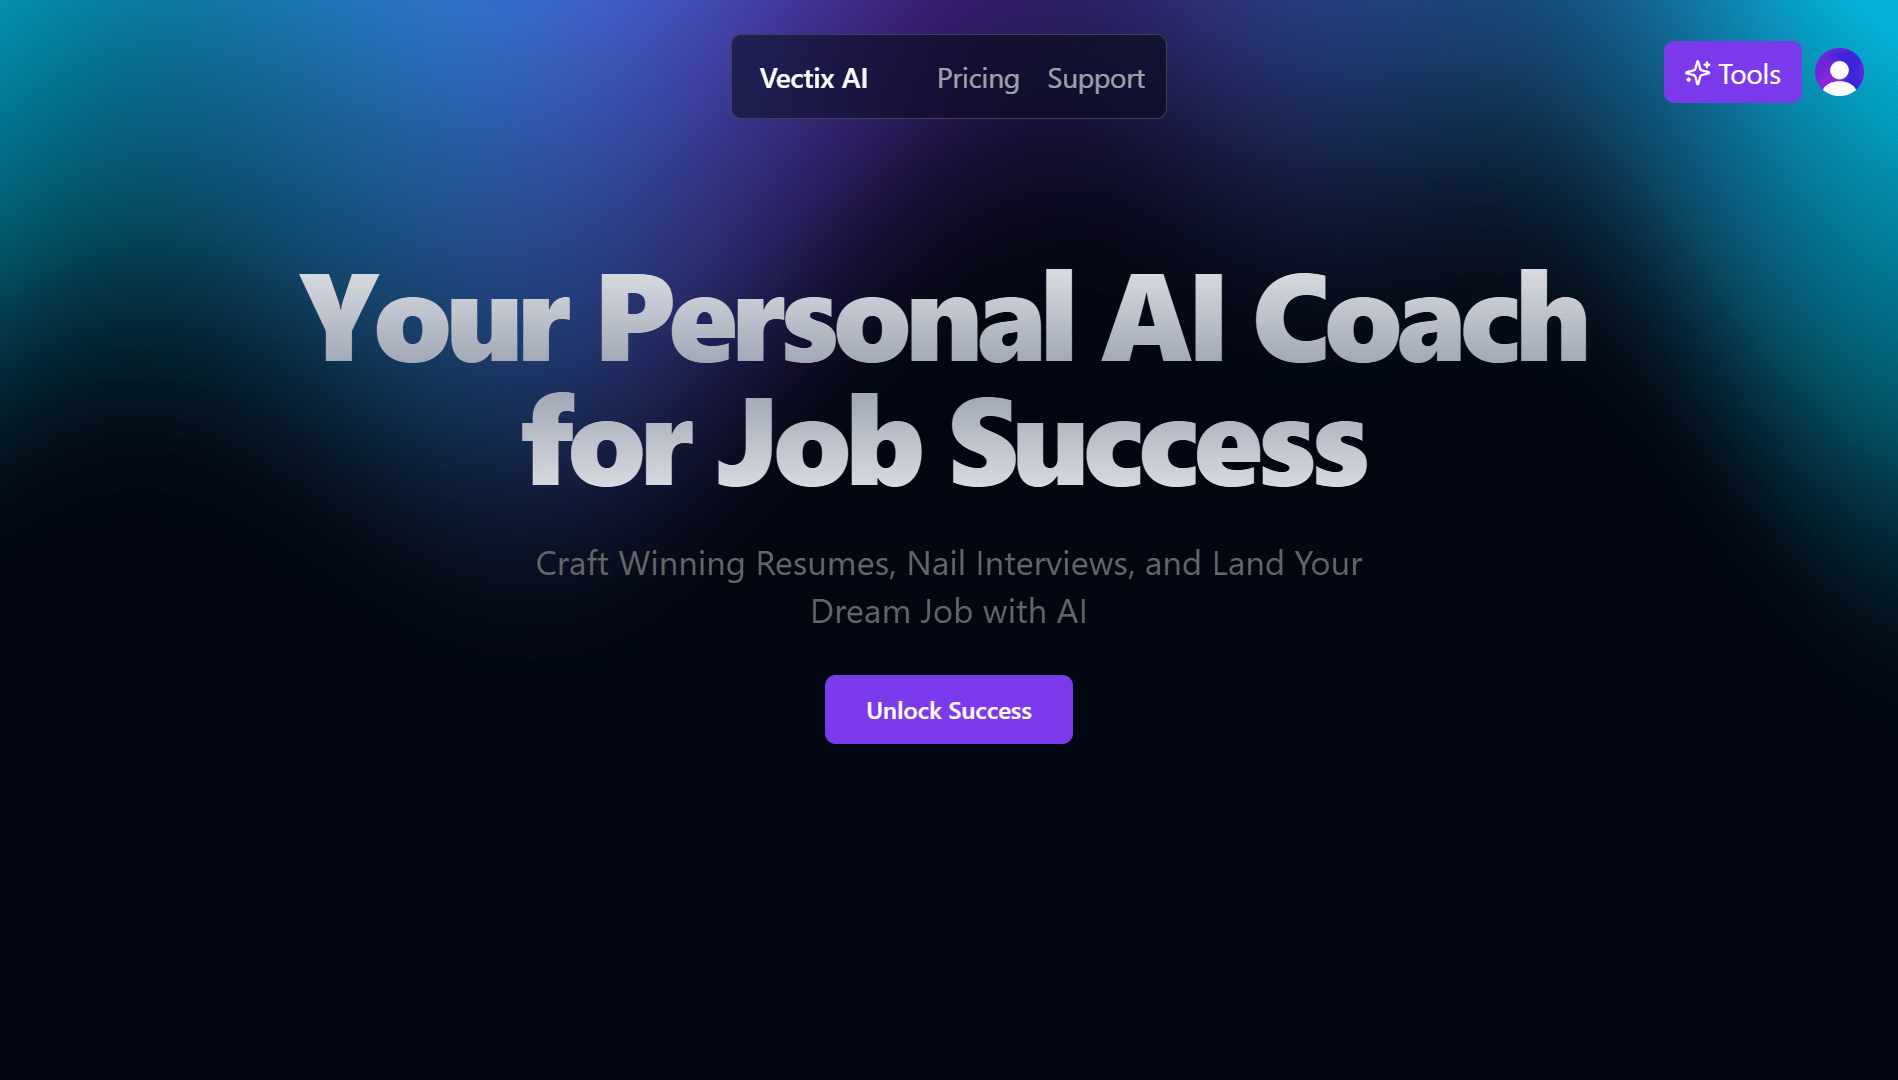 Vectix AI Pricing Support
Tools
Your Personal AI Coach
for Job Success
Craft Winning Resumes, Nail Interviews, and Land Your
Dream Job with AI
Unlock Success